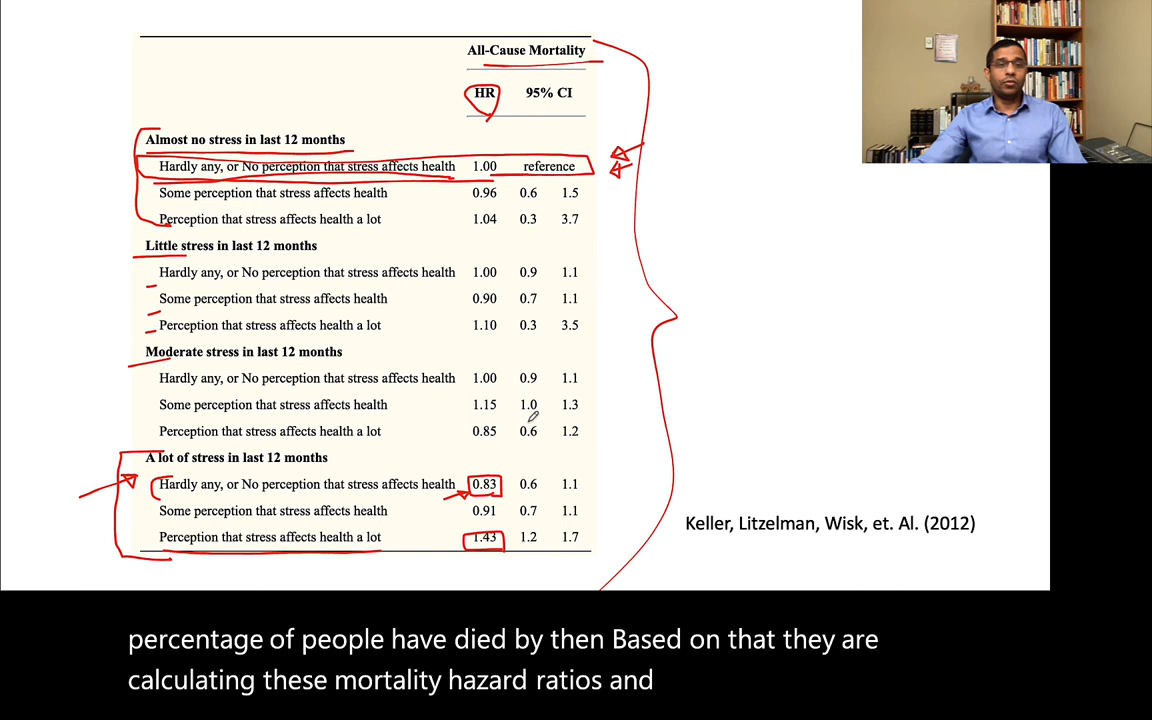 All-Cause Mortality
HR 95% CI
Almost no stress in last 12 months
Hardly any, or No perception that stress affects health 1.00 reference
Some perception that stress affects health 0.96 0.6 1.5
Perception that stress affects health a lot 1.04 0.3 3.7
Little stress in last 12 months
Hardly any, or No perception that stress affects health 1.00 0.9 1.1
Some perception that stress affects health 0.90 0.7 1.1
Perception that stress affects health a lot 1.10 0.3 3.5
Moderate stress in last 12 months
Hardly any, or No perception that stress affects health 1.00 0.9 1.1
Some perception that stress affects health 1.15 1.0 1.3
Perception that stress affects health a lot 0.85 0.6 1.2
A lot of stress in last 12 months
Hardly any, or No perception that stress affects health 0.83 0.6 1.1
Some perception that stress affects health 0.91 0.7 1.1
Perception that stress affects health a lot 1.43 1.2 1.7
Keller, Litzelman, Wisk, et. Al. (2012)
percentage of people have died by then Based on that they are
calculating these mortality hazard ratios and